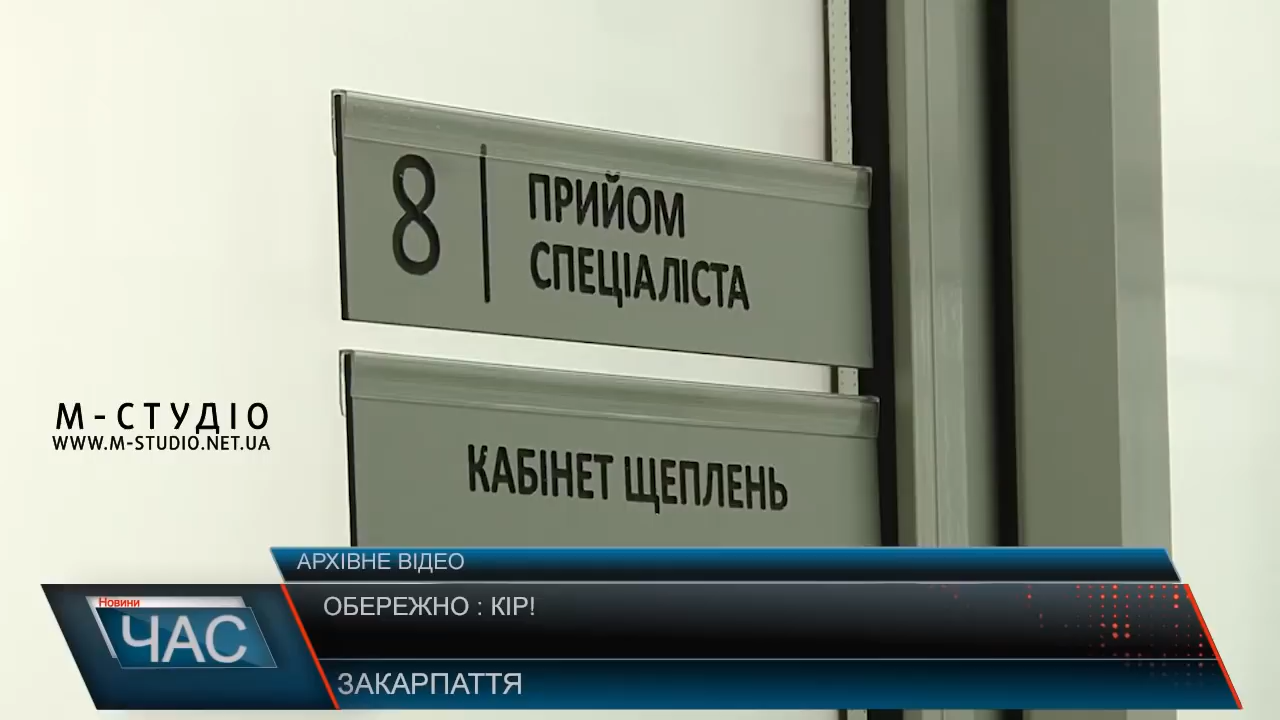 8
ПРИЙОМ
СПЕЦІАЛІСТА
КАБІНЕТ ЩЕПЛЕНЬ
М-СТУДІО
WWW.M-STUDIO.NET.UA
АРХІВНЕ ВІДЕО
Новини
ЧАС
ОБЕРЕЖНО : КІР!
ЗАКАРПАТТЯ